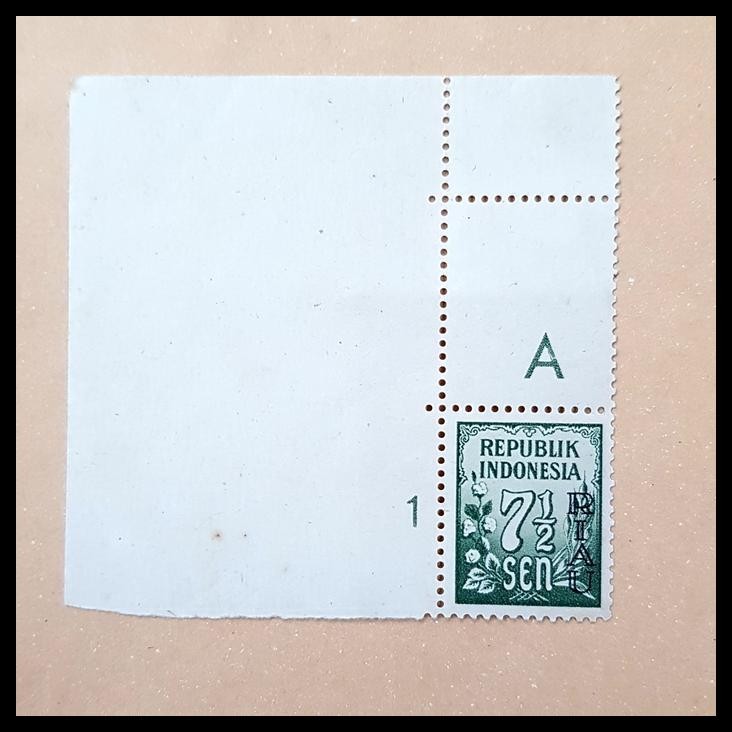 A
REPUBLIK
INDONESIA
1
7½
sen
RIAU